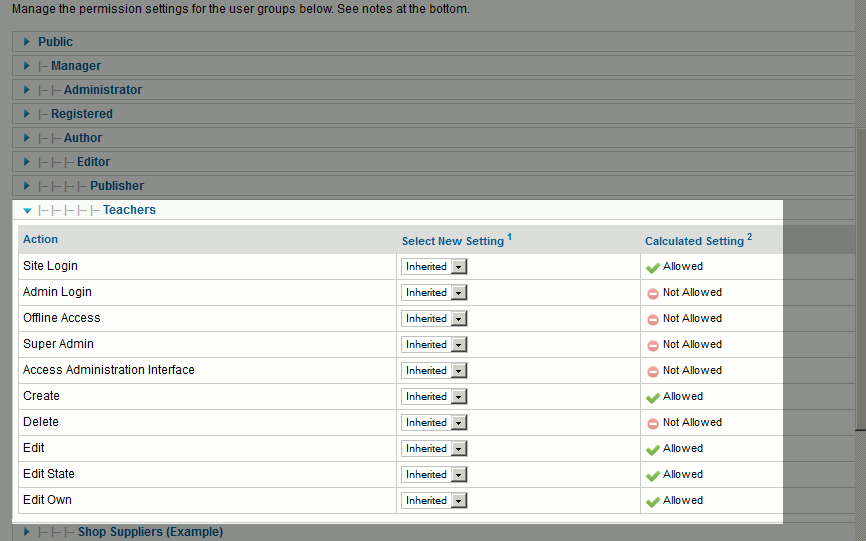 Manage the permission settings for the user groups below. See notes at the bottom.
Public
|– Manager
|– |– Administrator
|– Registered
|– |– Author
|– |– |– Editor
|– |– |– |– Publisher
|– |– |– |– |– Teachers
Action Select New Setting 1 Calculated Setting 2
Site Login Inherited Allowed
Admin Login Inherited Not Allowed
Offline Access Inherited Not Allowed
Super Admin Inherited Not Allowed
Access Administration Interface Inherited Not Allowed
Create Inherited Allowed
Delete Inherited Not Allowed
Edit Inherited Allowed
Edit State Inherited Allowed
Edit Own Inherited Allowed
|– |– |– Shop Suppliers (Example)